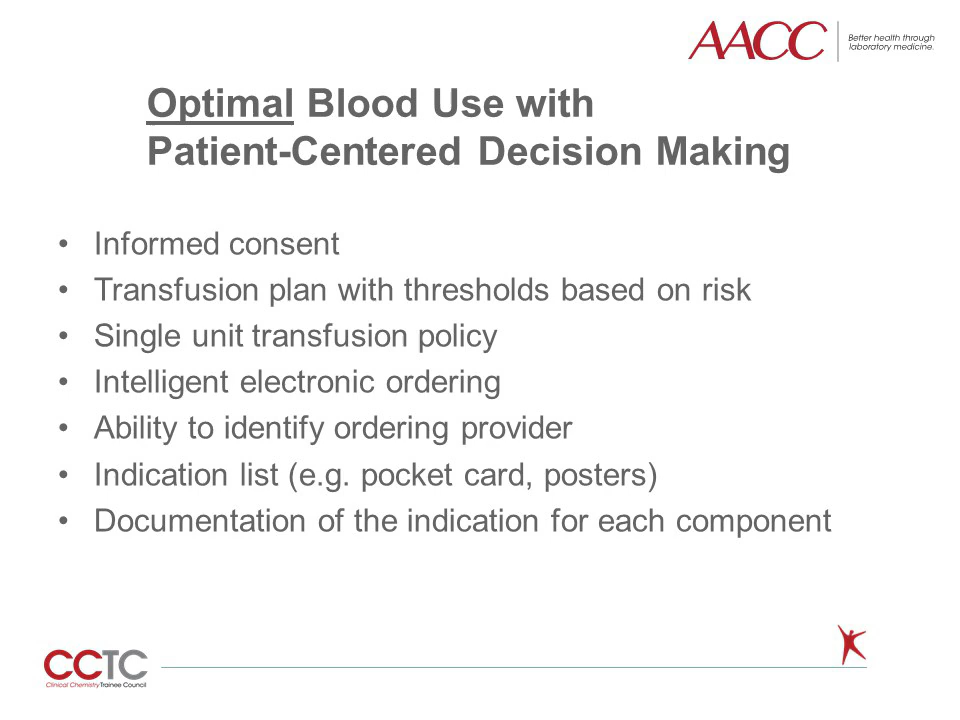 AACC
Better health through
laboratory medicine.
Optimal Blood Use with
Patient-Centered Decision Making
• Informed consent
• Transfusion plan with thresholds based on risk
• Single unit transfusion policy
• Intelligent electronic ordering
• Ability to identify ordering provider
• Indication list (e.g. pocket card, posters)
• Documentation of the indication for each component
CCTC
Clinical Chemistry Trainee Council